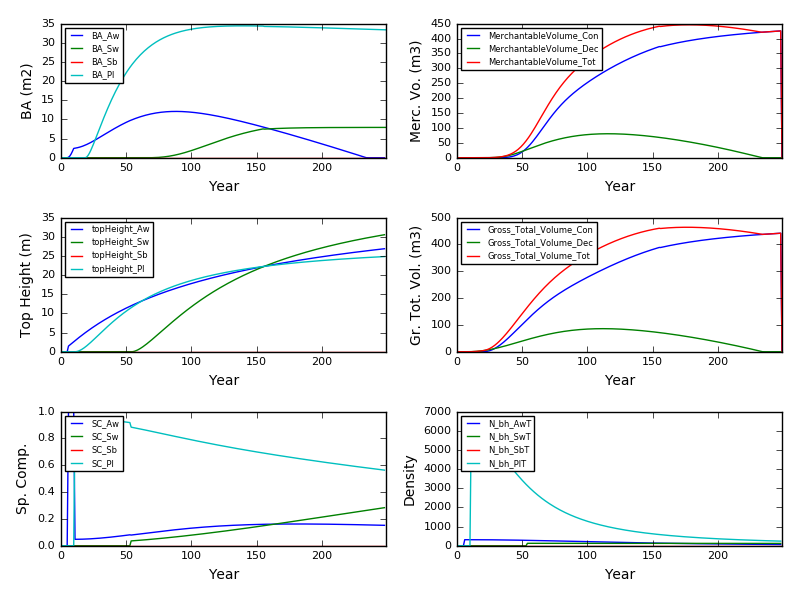 35
30
25
20
15
10
5
0
BA (m2)
BA_Aw
BA_Sw
BA_Sb
BA_Pl
0 50 100 150 200
Year
450
400
350
300
250
200
150
100
50
0
Merc. Vo. (m3)
MerchantableVolume_Con
MerchantableVolume_Dec
MerchantableVolume_Tot
0 50 100 150 200
Year
35
30
25
20
15
10
5
0
Top Height (m)
topHeight_Aw
topHeight_Sw
topHeight_Sb
topHeight_Pl
0 50 100 150 200
Year
500
400
300
200
100
0
Gr. Tot. Vol. (m3)
Gross_Total_Volume_Con
Gross_Total_Volume_Dec
Gross_Total_Volume_Tot
0 50 100 150 200
Year
1.0
0.8
0.6
0.4
0.2
0.0
Sp. Comp.
SC_Aw
SC_Sw
SC_Sb
SC_Pl
0 50 100 150 200
Year
7000
6000
5000
4000
3000
2000
1000
0
Density
N_bh_AwT
N_bh_SwT
N_bh_SbT
N_bh_PlT
0 50 100 150 200
Year